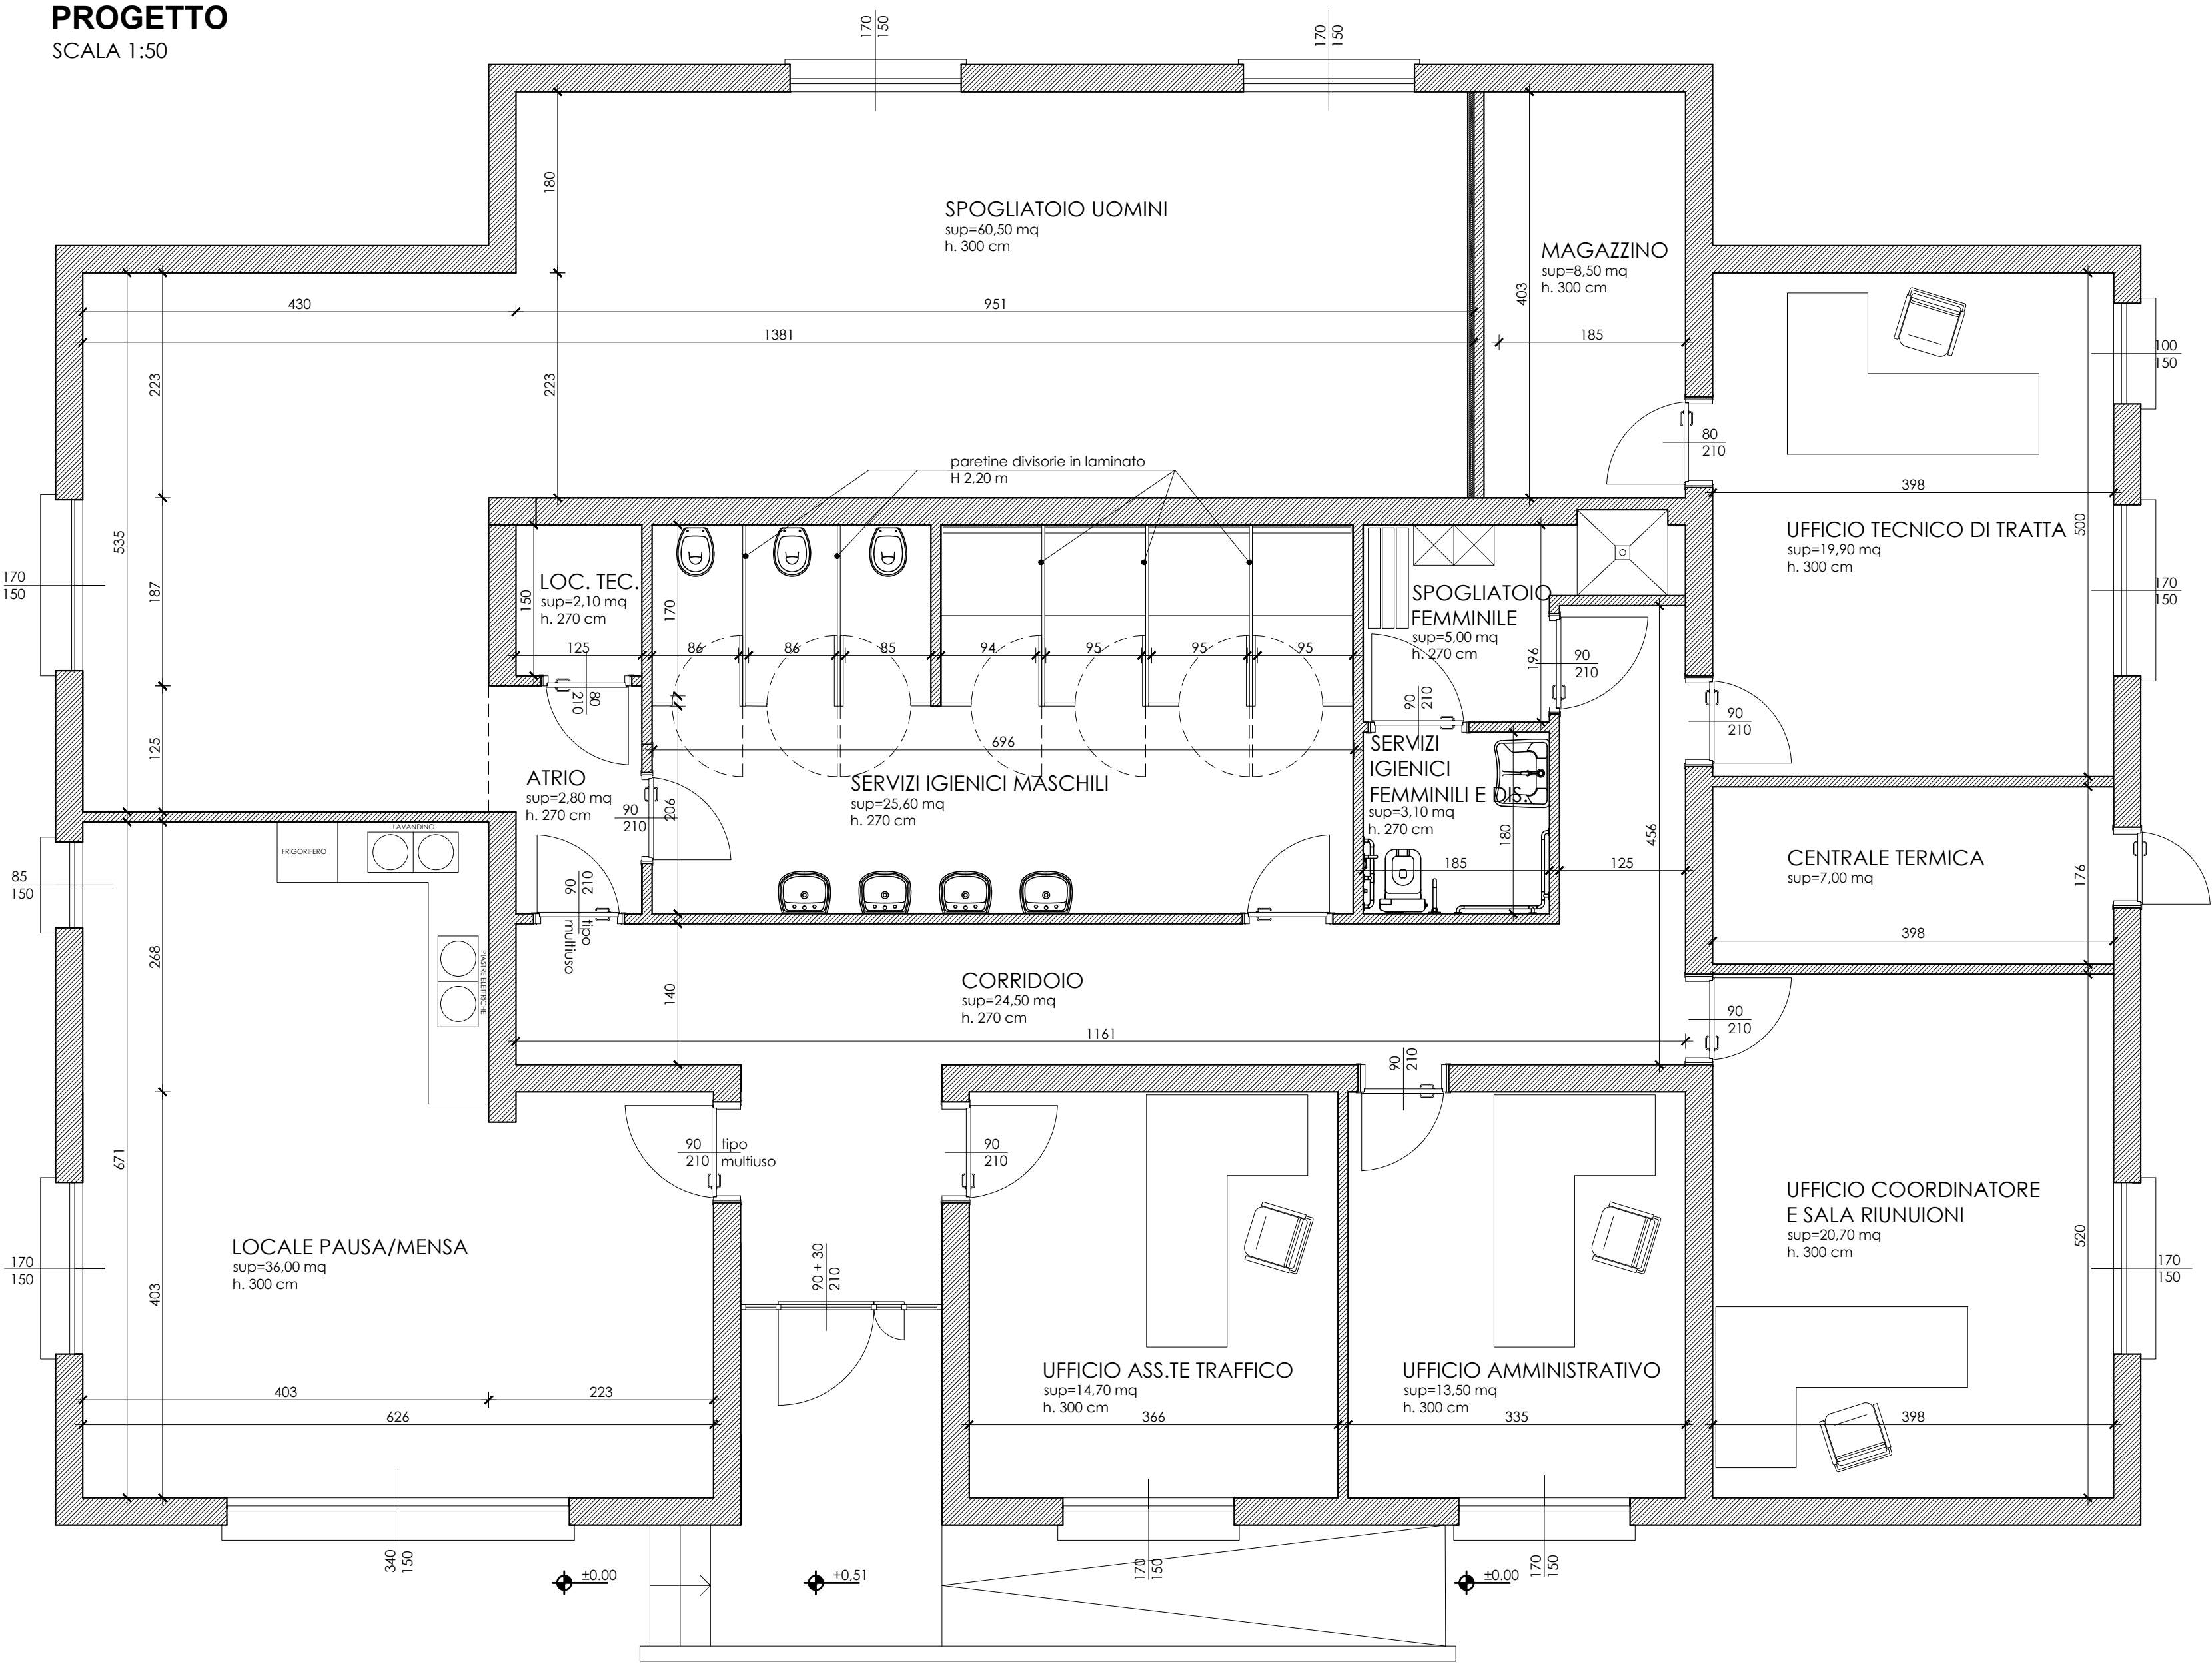 PROGETTO
SCALA 1:50
170
150
170
150
180
SPOGLIATOIO UOMINI
sup=60,50 mq
h. 300 cm
MAGAZZINO
sup=8,50 mq
h. 300 cm
430
951
403
1381
185
100
150
223
223
80
210
paretine divisorie in laminato
H 2,20 m
398
UFFICIO TECNICO DI TRATTA
sup=19,90 mq
h. 300 cm
500
535
170
150
187
LOC. TEC.
sup=2,10 mq
h. 270 cm
150
170
SPOGLIATOIO
FEMMINILE
sup=5,00 mq
h. 270 cm
170
150
125
86
86
85
94
95
95
95
196
90
210
80
210
90
210
90
210
125
696
SERVIZI
IGIENICI
FEMMINILI E DIS.
sup=3,10 mq
h. 270 cm
ATRIO
sup=2,80 mq
h. 270 cm
90
210
206
SERVIZI IGIENICI MASCHILI
sup=25,60 mq
h. 270 cm
180
456
LAVANDINO
FRIGORIFERO
185
125
CENTRALE TERMICA
sup=7,00 mq
176
85
150
90
210
tipo
multiuso
398
268
PIASTRE ELETTRICHE
140
CORRIDOIO
sup=24,50 mq
h. 270 cm
1161
90
210
90
210
671
90
210
tipo
multiuso
90
210
UFFICIO COORDINATORE
E SALA RIUNUIONI
sup=20,70 mq
h. 300 cm
520
LOCALE PAUSA/MENSA
sup=36,00 mq
h. 300 cm
170
150
403
90 + 30
210
170
150
403
223
626
UFFICIO ASS.TE TRAFFICO
sup=14,70 mq
h. 300 cm
366
UFFICIO AMMINISTRATIVO
sup=13,50 mq
h. 300 cm
335
398
340
150
±0.00
+0,51
170
150
±0.00
170
150